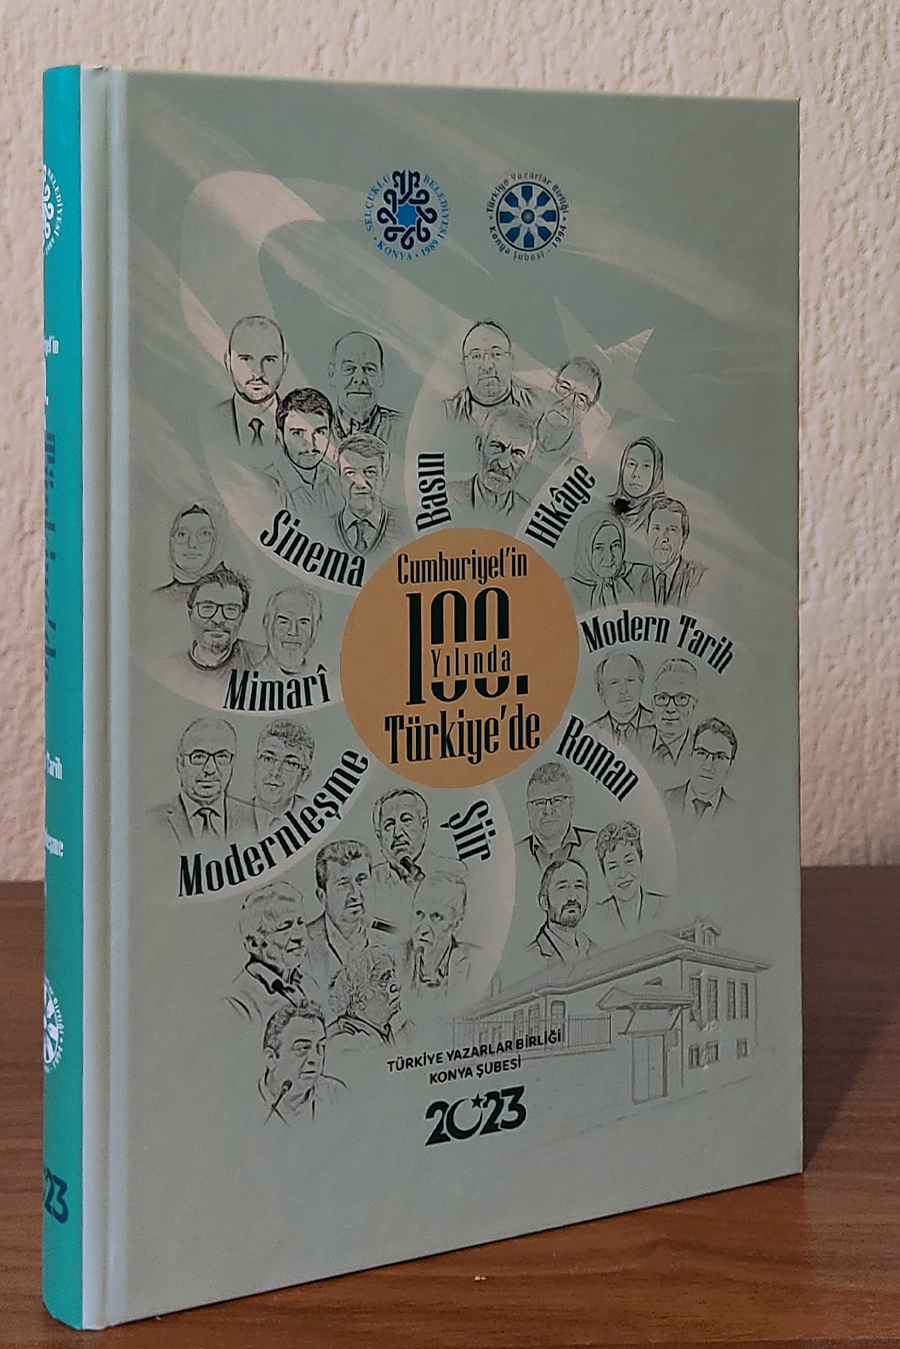 SELÇUKLU BELEDİYESİ
KONYA • 1989
Türkiye Yazarlar Birliği
Konya Şubesi - 1994
Basın
Hikâye
Sinema
Cumhuriyet'in
100.
Yılında
Türkiye'de
Modern Tarih
Mimarî
Roman
Modernleşme
Şiir
TÜRKİYE YAZARLAR BİRLİĞİ
KONYA ŞUBESİ
2023